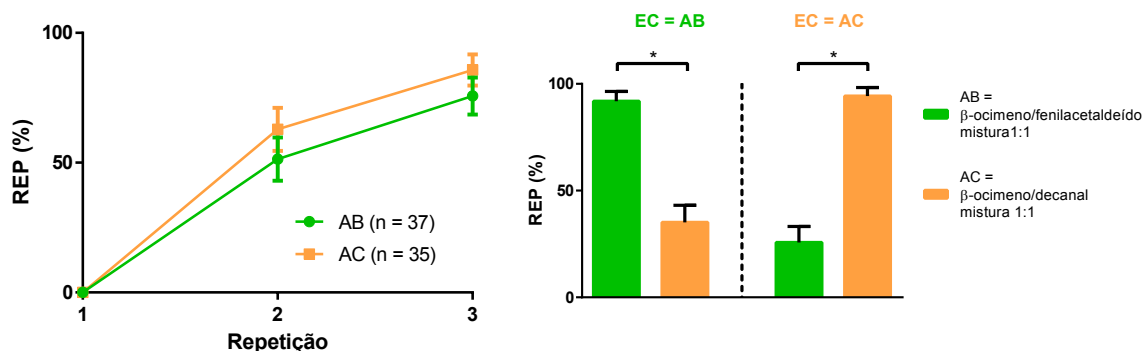 100
50
0
REP (%)
1
2
3
Repetição
AB (n = 37)
AC (n = 35)
EC = AB
EC = AC
*
*
100
50
0
REP (%)
AB =
β-ocimeno/fenilacetaldeído
mistura1:1
AC =
β-ocimeno/decanal
mistura 1:1